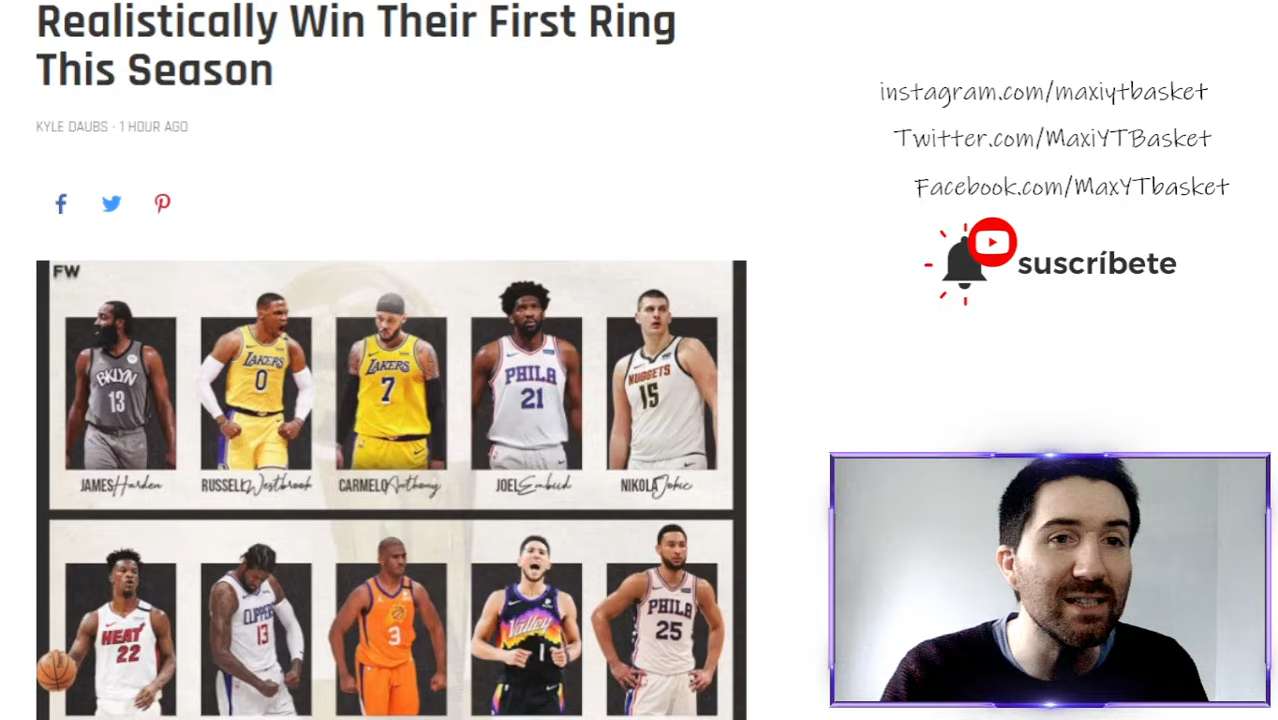 Realistically Win Their First Ring
This Season
KYLE DAUBS - 1 HOUR AGO
FW
BKLYN
13
LAKERS
0
LAKERS
7
PHILA
21
NUGGETS
15
JAMES Harden
RUSSELL Westbrook
CARMELO Anthony
JOEL Embiid
NIKOLA Jokic
HEAT
22
CLIPPERS
13
3
Valley
1
PHILA
25
instagram.com/maxiytbasket
Twitter.com/MaxiYTBasket
Facebook.com/MaxYTbasket
suscríbete